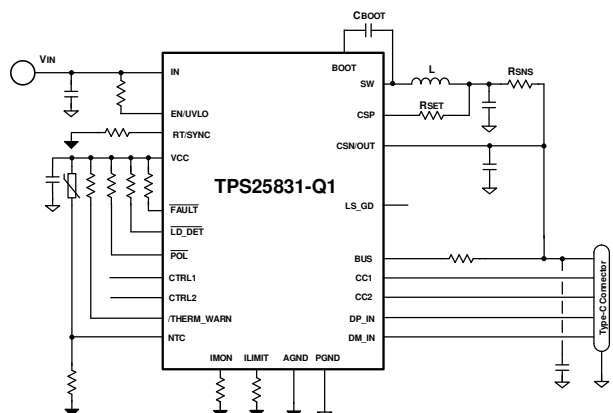 CBOOT
VIN
BOOT
IN
SW
L
RSNS
EN/UVLO
CSP
RSET
RT/SYNC
CSN/OUT
VCC
TPS25831-Q1
FAULT
LS_GD
LD_DET
POL
BUS
CTRL1
CC1
CTRL2
CC2
/THERM_WARN
DP_IN
NTC
DM_IN
Type-C Connector
IMON
ILIMIT
AGND
PGND